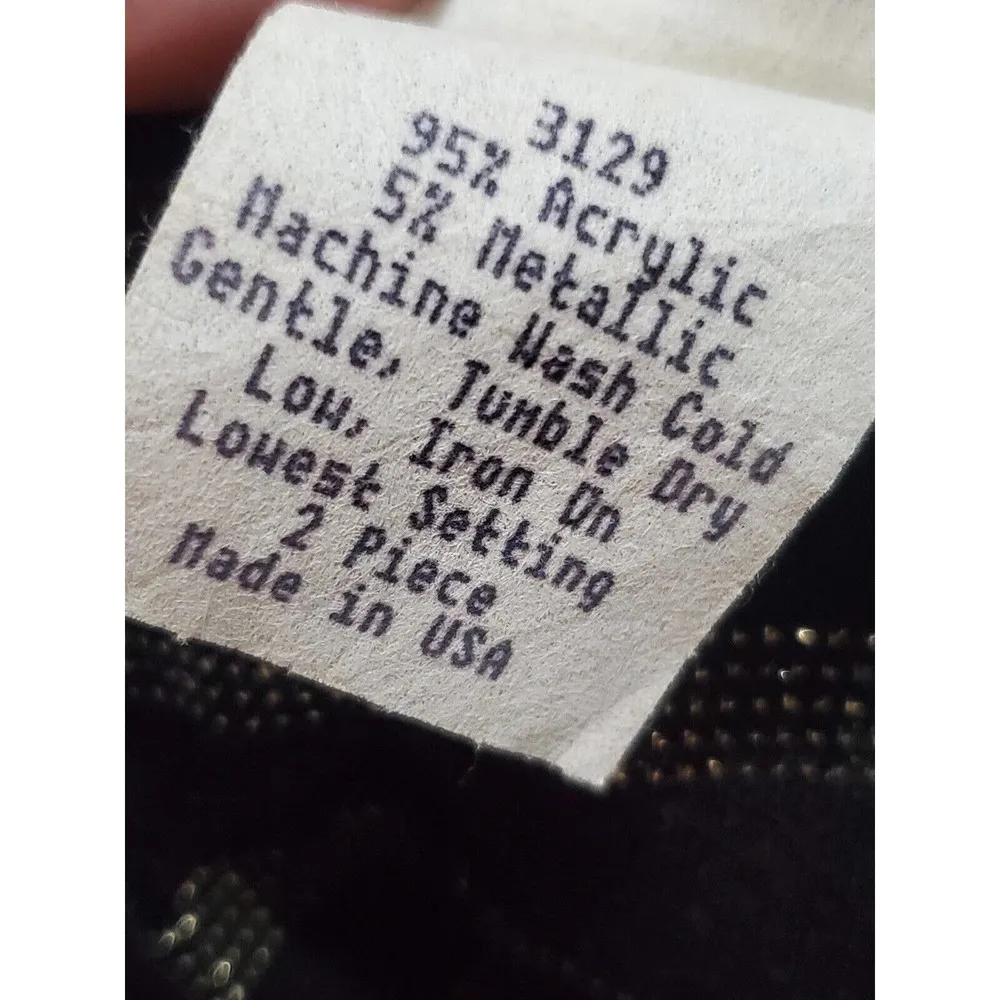 3129
95% Acrylic
5% Metallic
Machine Wash Cold
Gentle, Tumble Dry
Low, Iron On
Lowest Setting
2 Piece
Made in USA